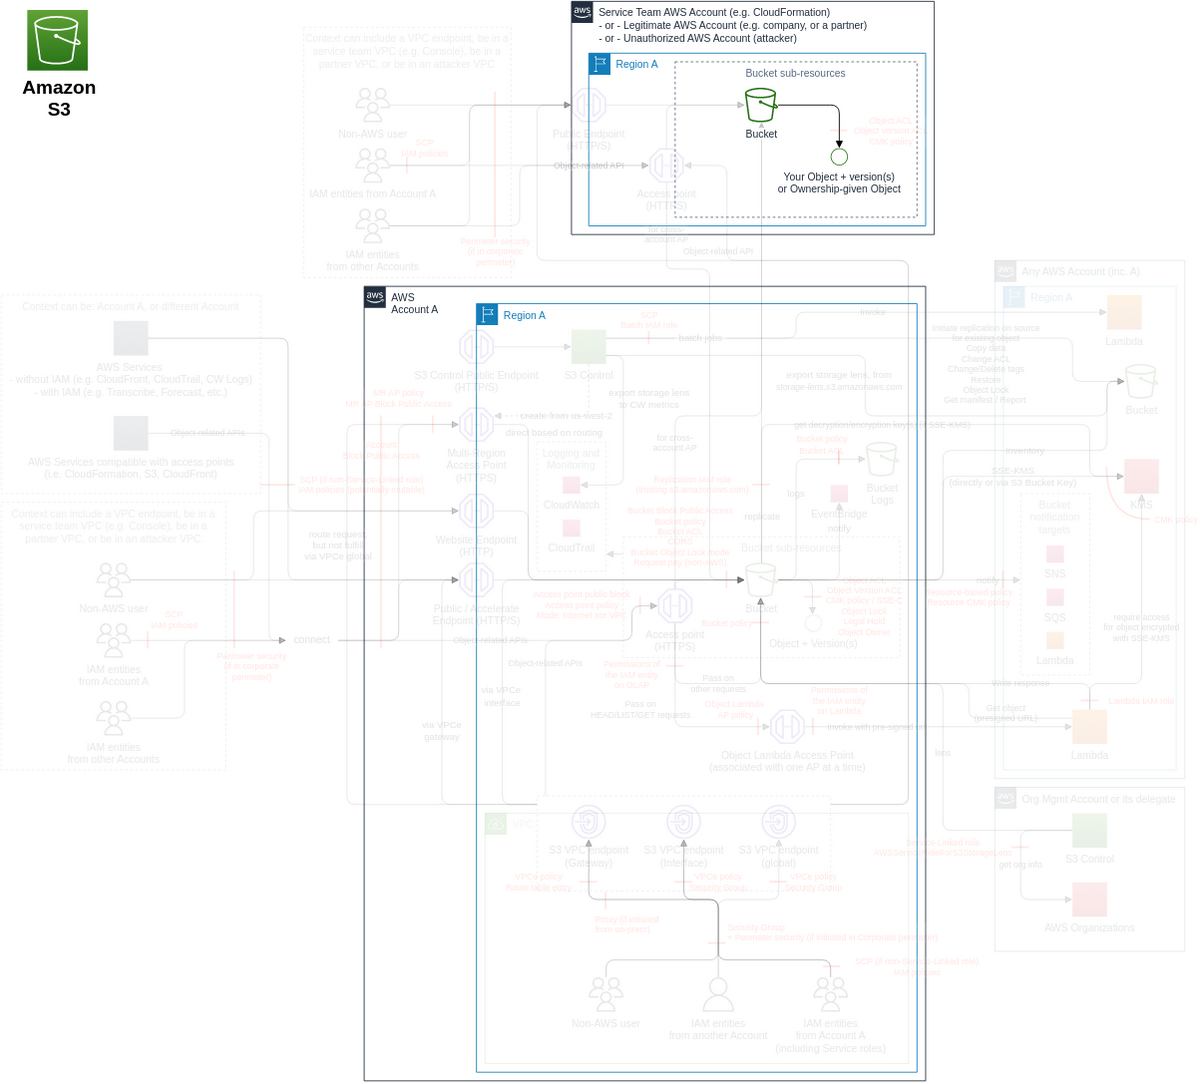 Amazon
S3
aws
Service Team AWS Account (e.g. CloudFormation)
- or - Legitimate AWS Account (e.g. company, or a partner)
- or - Unauthorized AWS Account (attacker)
Region A
Bucket sub-resources
Bucket
Object ACL
CMK policy
Your Object + version(s)
or Ownership-given Object
Context can include a VPC endpoint, be in a
service team VPC (e.g. Console), be in a
partner VPC, or be in an attacker VPC
Non-AWS user
SCP
IAM policies
IAM entities from Account A
IAM entities
from other Accounts
Perimeter security
(if in corporate
perimeter)
Public Endpoint
(HTTP/S)
Object-related API
Access point
(HTTPS)
for cross-
account AP
Object-related API
Context can be: Account A, or different Account
AWS Services
- without IAM (e.g. CloudFront, CloudTrail, CW Logs)
- with IAM (e.g. Transcribe, Forecast, etc.)
Object-related APIs
AWS Services compatible with access points
(i.e. CloudFront, S3, CloudFront)
SCP (if non-Service-Linked role)
IAM policies (potentially mutable)
Context can include a VPC endpoint, be in a
service team VPC (e.g. Console), be in a
partner VPC, or be in an attacker VPC
Non-AWS user
SCP
IAM policies
IAM entities
from Account A
IAM entities
from other Accounts
Perimeter security
(if in corporate
perimeter)
connect
route request
but not fulfill
via VPCe global
aws
AWS
Account A
Region A
S3 Control Public Endpoint
(HTTP/S)
S3 Control
SCP
Batch IAM role
batch jobs
invoke
MR AP policy
MR AP Block Public Access
Account
Block Public Access
create from us-west-2
direct based on routing
Multi-Region
Access Point
(HTTPS)
export storage lens
to CW metrics
export storage lens, from
storage-lens.s3.amazonaws.com
get decryption/encryption key(s) (if SSE-KMS)
Logging and
Monitoring
CloudWatch
CloudTrail
for cross-
account AP
Bucket policy
Bucket ACL
Bucket
Logs
logs
EventBridge
notify
Replication IAM role
(trusting s3.amazonaws.com)
replicate
Website Endpoint
(HTTP)
Public / Accelerate
Endpoint (HTTP/S)
Bucket Block Public Access
Bucket policy
Bucket ACL
CORS
Bucket Object Lock mode
Request pay (non-AWS)
Bucket sub-resources
Bucket
Object ACL
Object Version ACL
Object Lock
Legal Hold
Object Owner
Object + Version(s)
Access point public block
Access point policy
Mode: Internet nor VPC
Bucket policy
Access point
(HTTPS)
Object-related APIs
Object-related APIs
Permissions of
the IAM entity
on OLAP
Pass on
other requests
Pass on
HEAD/LIST/GET requests
Object Lambda
AP policy
Permissions of
the IAM entity
on Lambda
invoke with pre-signed
Object Lambda Access Point
(associated with one AP at a time)
via VPCe
interface
via VPCe
gateway
VPC
S3 VPC endpoint
(Gateway)
S3 VPC endpoint
(Interface)
S3 VPC endpoint
(global)
VPCe policy
Route table entry
VPCe policy
Security Group
VPCe policy
Security Group
Proxy (if initiated
from on-prem)
Security Group
+ Perimeter security (if initiated in Corporate perimeter)
SCP (if non-Service-Linked role)
IAM policies
Non-AWS user
IAM entities
from another Account
IAM entities
from Account A
(including Service roles)
aws
Any AWS Account (inc. A)
Region A
Lambda
Initiate replication on source
for existing object
Copy data
Change ACL
Change/Delete tags
Restore
Object Lock
Get manifest / Report
Bucket
inventory
SSE-KMS
(directly or via S3 Bucket Key)
KMS
CMK policy
Bucket
notification
targets
SNS
SQS
Lambda
notify
Resource-based policy
Resource CMK policy
require access
for object encrypted
with SSE-KMS
Write response
Get object
(presigned URL)
Lambda IAM role
Lambda
lens
aws
Org Mgmt Account or its delegate
S3 Control
Service-Linked role
get org info
AWS Organizations